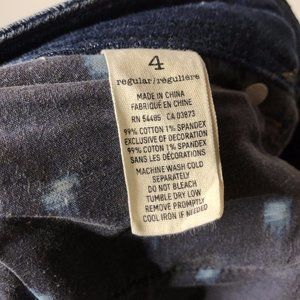 4
regular/régulière
MADE IN CHINA
FABRIQUÉ EN CHINE
RN 54485 CA 03873
99% COTTON 1% SPANDEX
EXCLUSIVE OF DECORATION
99% COTON 1% SPANDEX
SANS LES DÉCORATIONS
MACHINE WASH COLD
SEPARATELY
DO NOT BLEACH
TUMBLE DRY LOW
REMOVE PROMPTLY
COOL IRON IF NEEDED